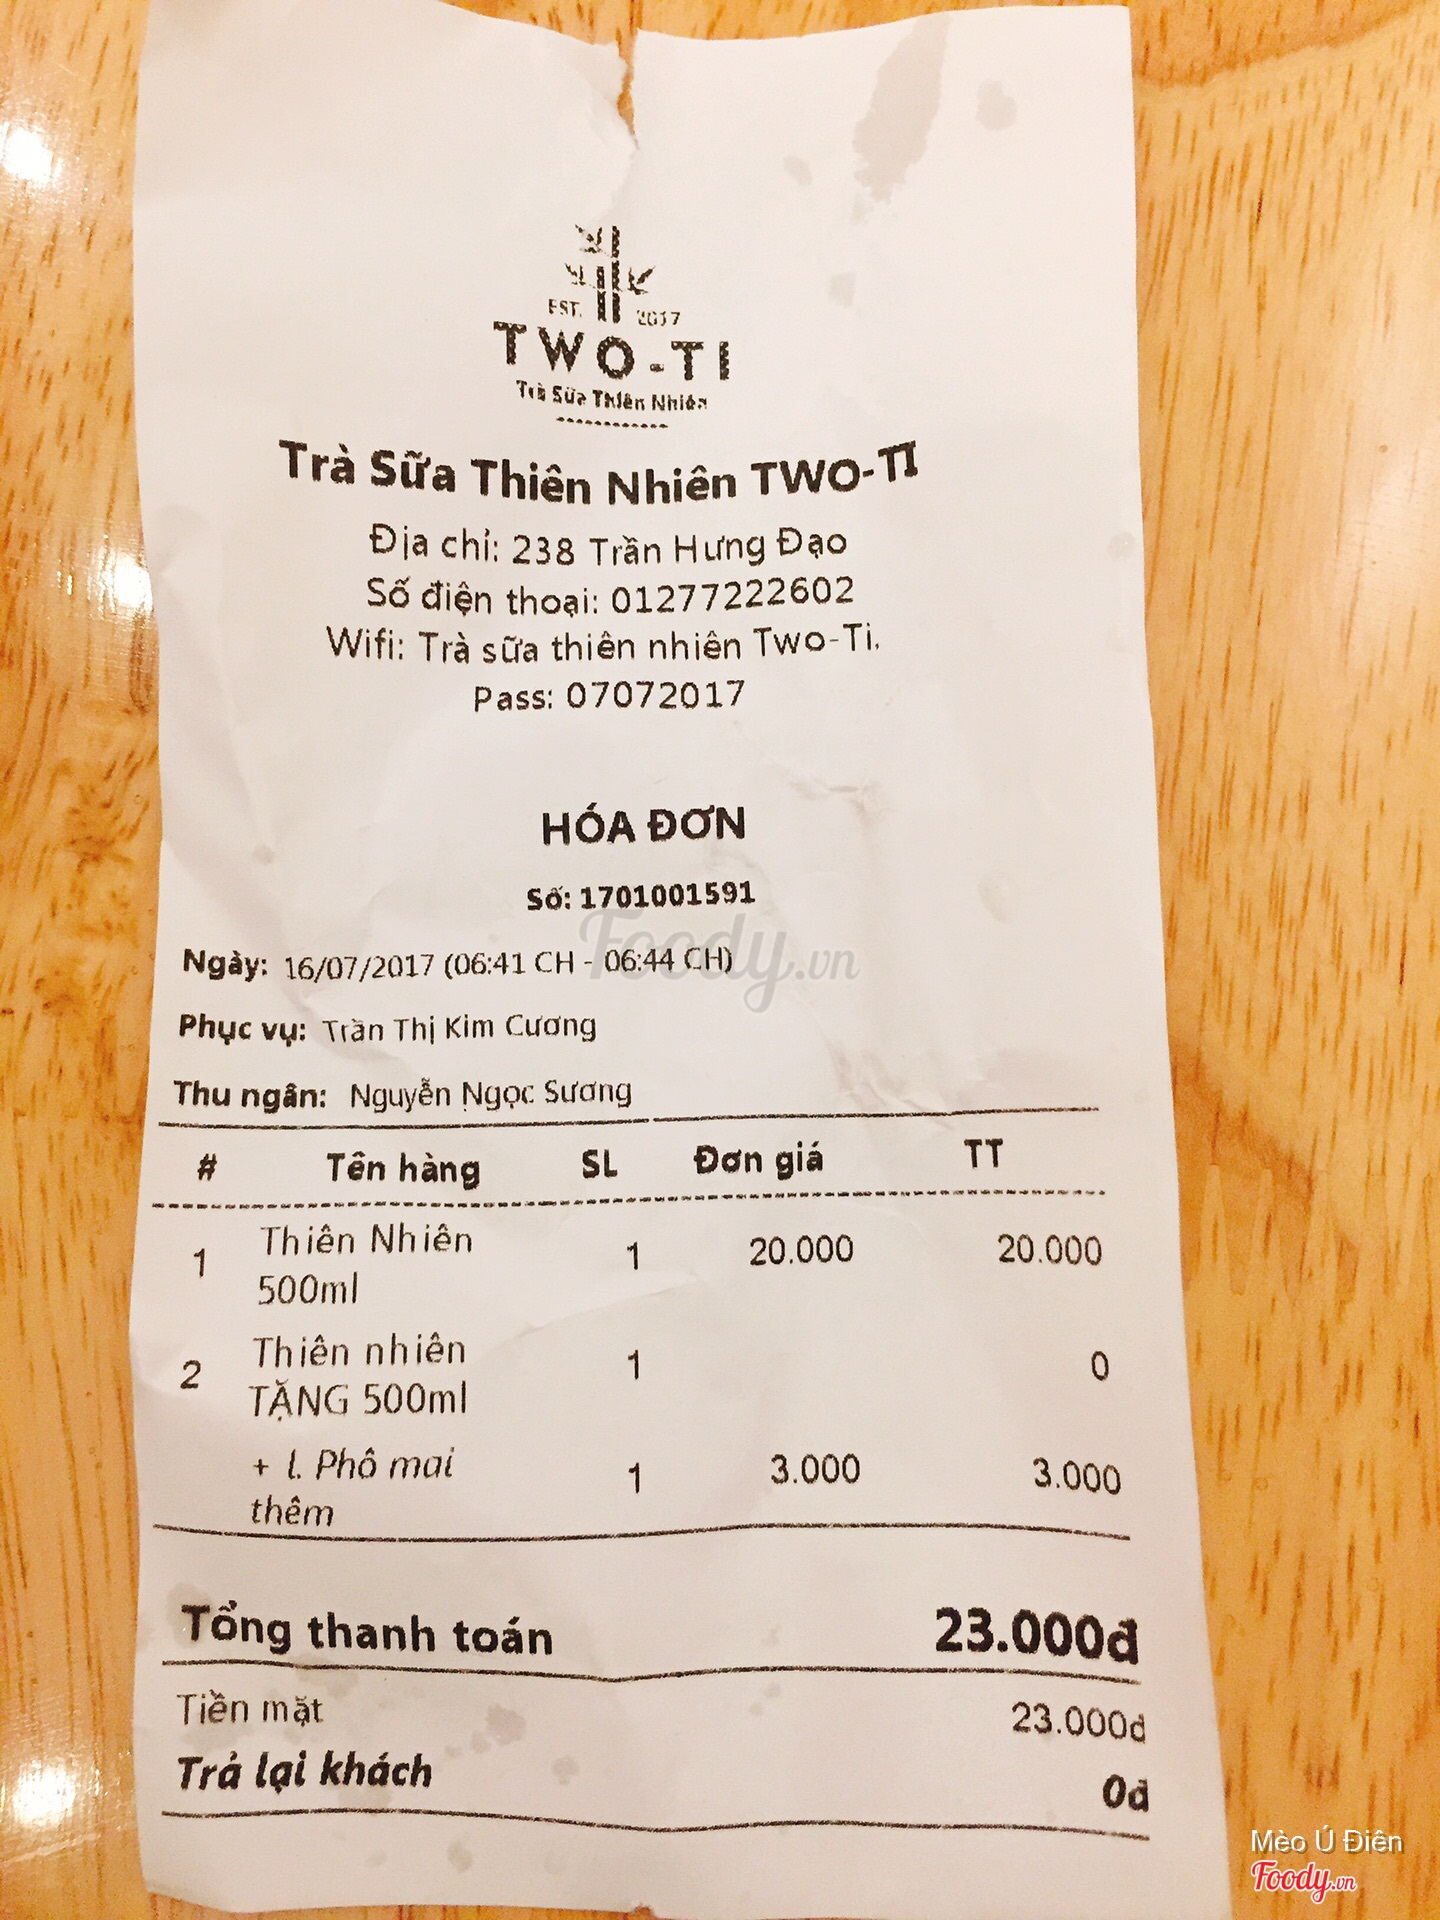 EST. 2017
TWO-TI
Trà Sữa Thiên Nhiên
Trà Sữa Thiên Nhiên TWO-TI
Địa chỉ: 238 Trần Hưng Đạo
Số điện thoại: 01277222602
Wifi: Trà sữa thiên nhiên Two-Ti.
Pass: 07072017
HÓA ĐƠN
Số: 1701001591
Foody.vn
Ngày: 16/07/2017 (06:41 CH - 06:44 CH)
Phục vụ: Trần Thị Kim Cương
Thu ngân: Nguyễn Ngọc Sương
# Tên hàng SL Đơn giá TT
1 Thiên Nhiên 1 20.000 20.000
500ml
2 Thiên nhiên 1 0
TẶNG 500ml
+ l. Phô mai 1 3.000 3.000
thêm
Tổng thanh toán 23.000đ
Tiền mặt 23.000đ
Trả lại khách 0đ
Mèo Ú Điên
Foody.vn